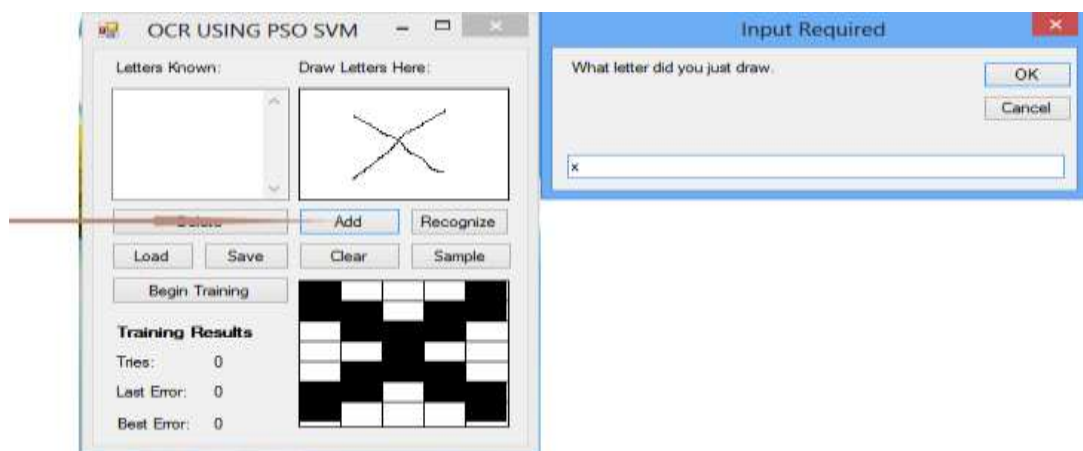 OCR USING PSO SVM
Letters Known:
Draw Letters Here:
Delete
Add
Recognize
Load
Save
Clear
Sample
Begin Training
Training Results
Tries: 0
Last Error: 0
Best Error: 0
Input Required
What letter did you just draw.
OK
Cancel
x